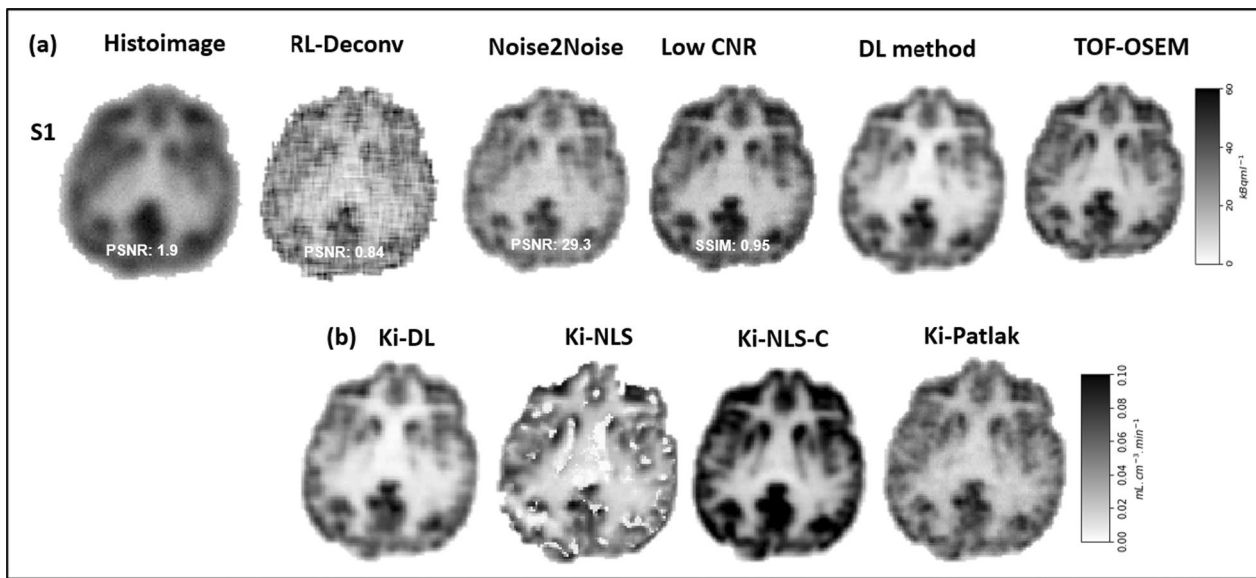 (a) Histoimage RL-Deconv Noise2Noise Low CNR DL method TOF-OSEM
S1
PSNR: 1.9 PSNR: 0.84 PSNR: 29.3 SSIM: 0.95
60
40
20
0
kBqml⁻¹
(b) Ki-DL Ki-NLS Ki-NLS-C Ki-Patlak
0.10
0.08
0.06
0.04
0.02
0.00
mL.cm⁻³.min⁻¹